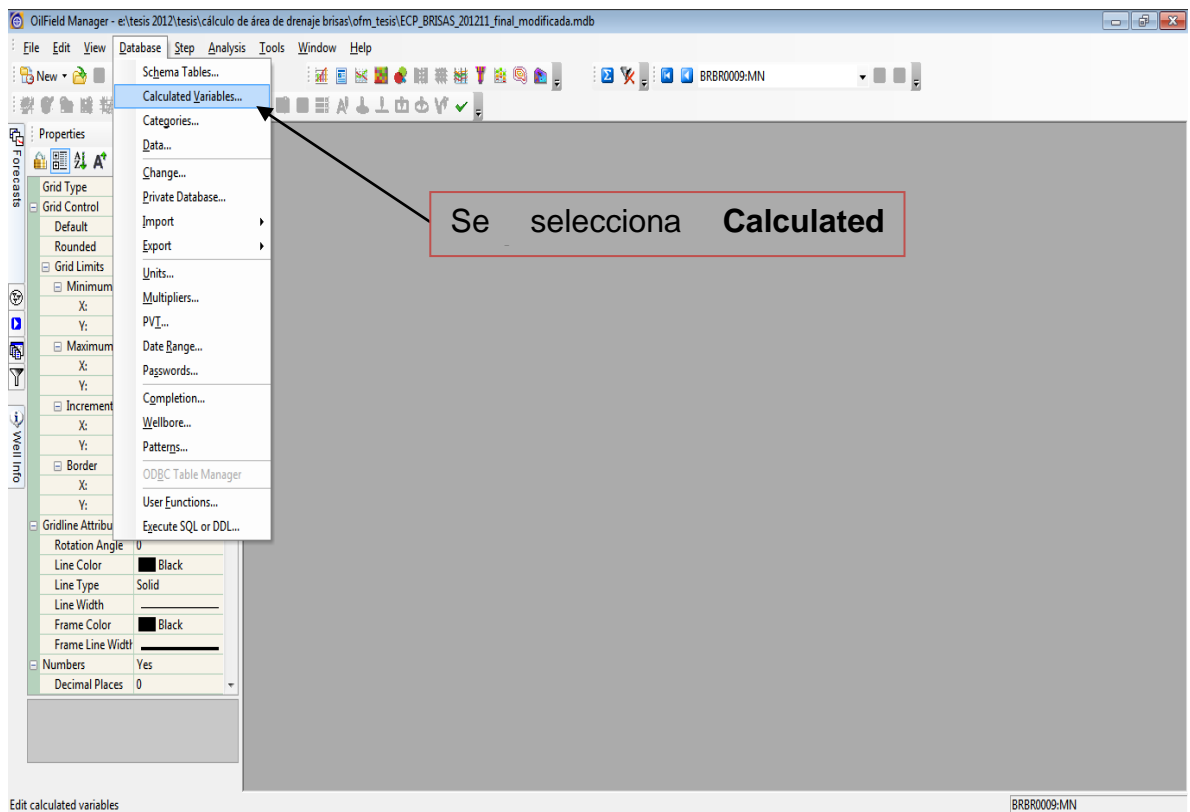 OilField Manager - e:\tesis 2012\tesis\cálculo de área de drenaje brisas\ofm_tesis\ECP_BRISAS_201211_final_modificada.mdb
File Edit View Database Step Analysis Tools Window Help
New
BRBR0009:MN
Schema Tables...
Calculated Variables...
Categories...
Data...
Change...
Private Database...
Import
Export
Units...
Multipliers...
PVT...
Date Range...
Passwords...
Completion...
Wellbore...
Patterns...
ODBC Table Manager
User Functions...
Execute SQL or DDL...
Se selecciona Calculated
Forecasts
Well Info
Properties
Grid Type
Grid Control
Default
Rounded
Grid Limits
Minimum
X:
Y:
Maximum
X:
Y:
Increment
X:
Y:
Border
X:
Y:
Gridline Attribu
Rotation Angle 0
Line Color Black
Line Type Solid
Line Width
Frame Color Black
Frame Line Width
Numbers Yes
Decimal Places 0
Edit calculated variables
BRBR0009:MN